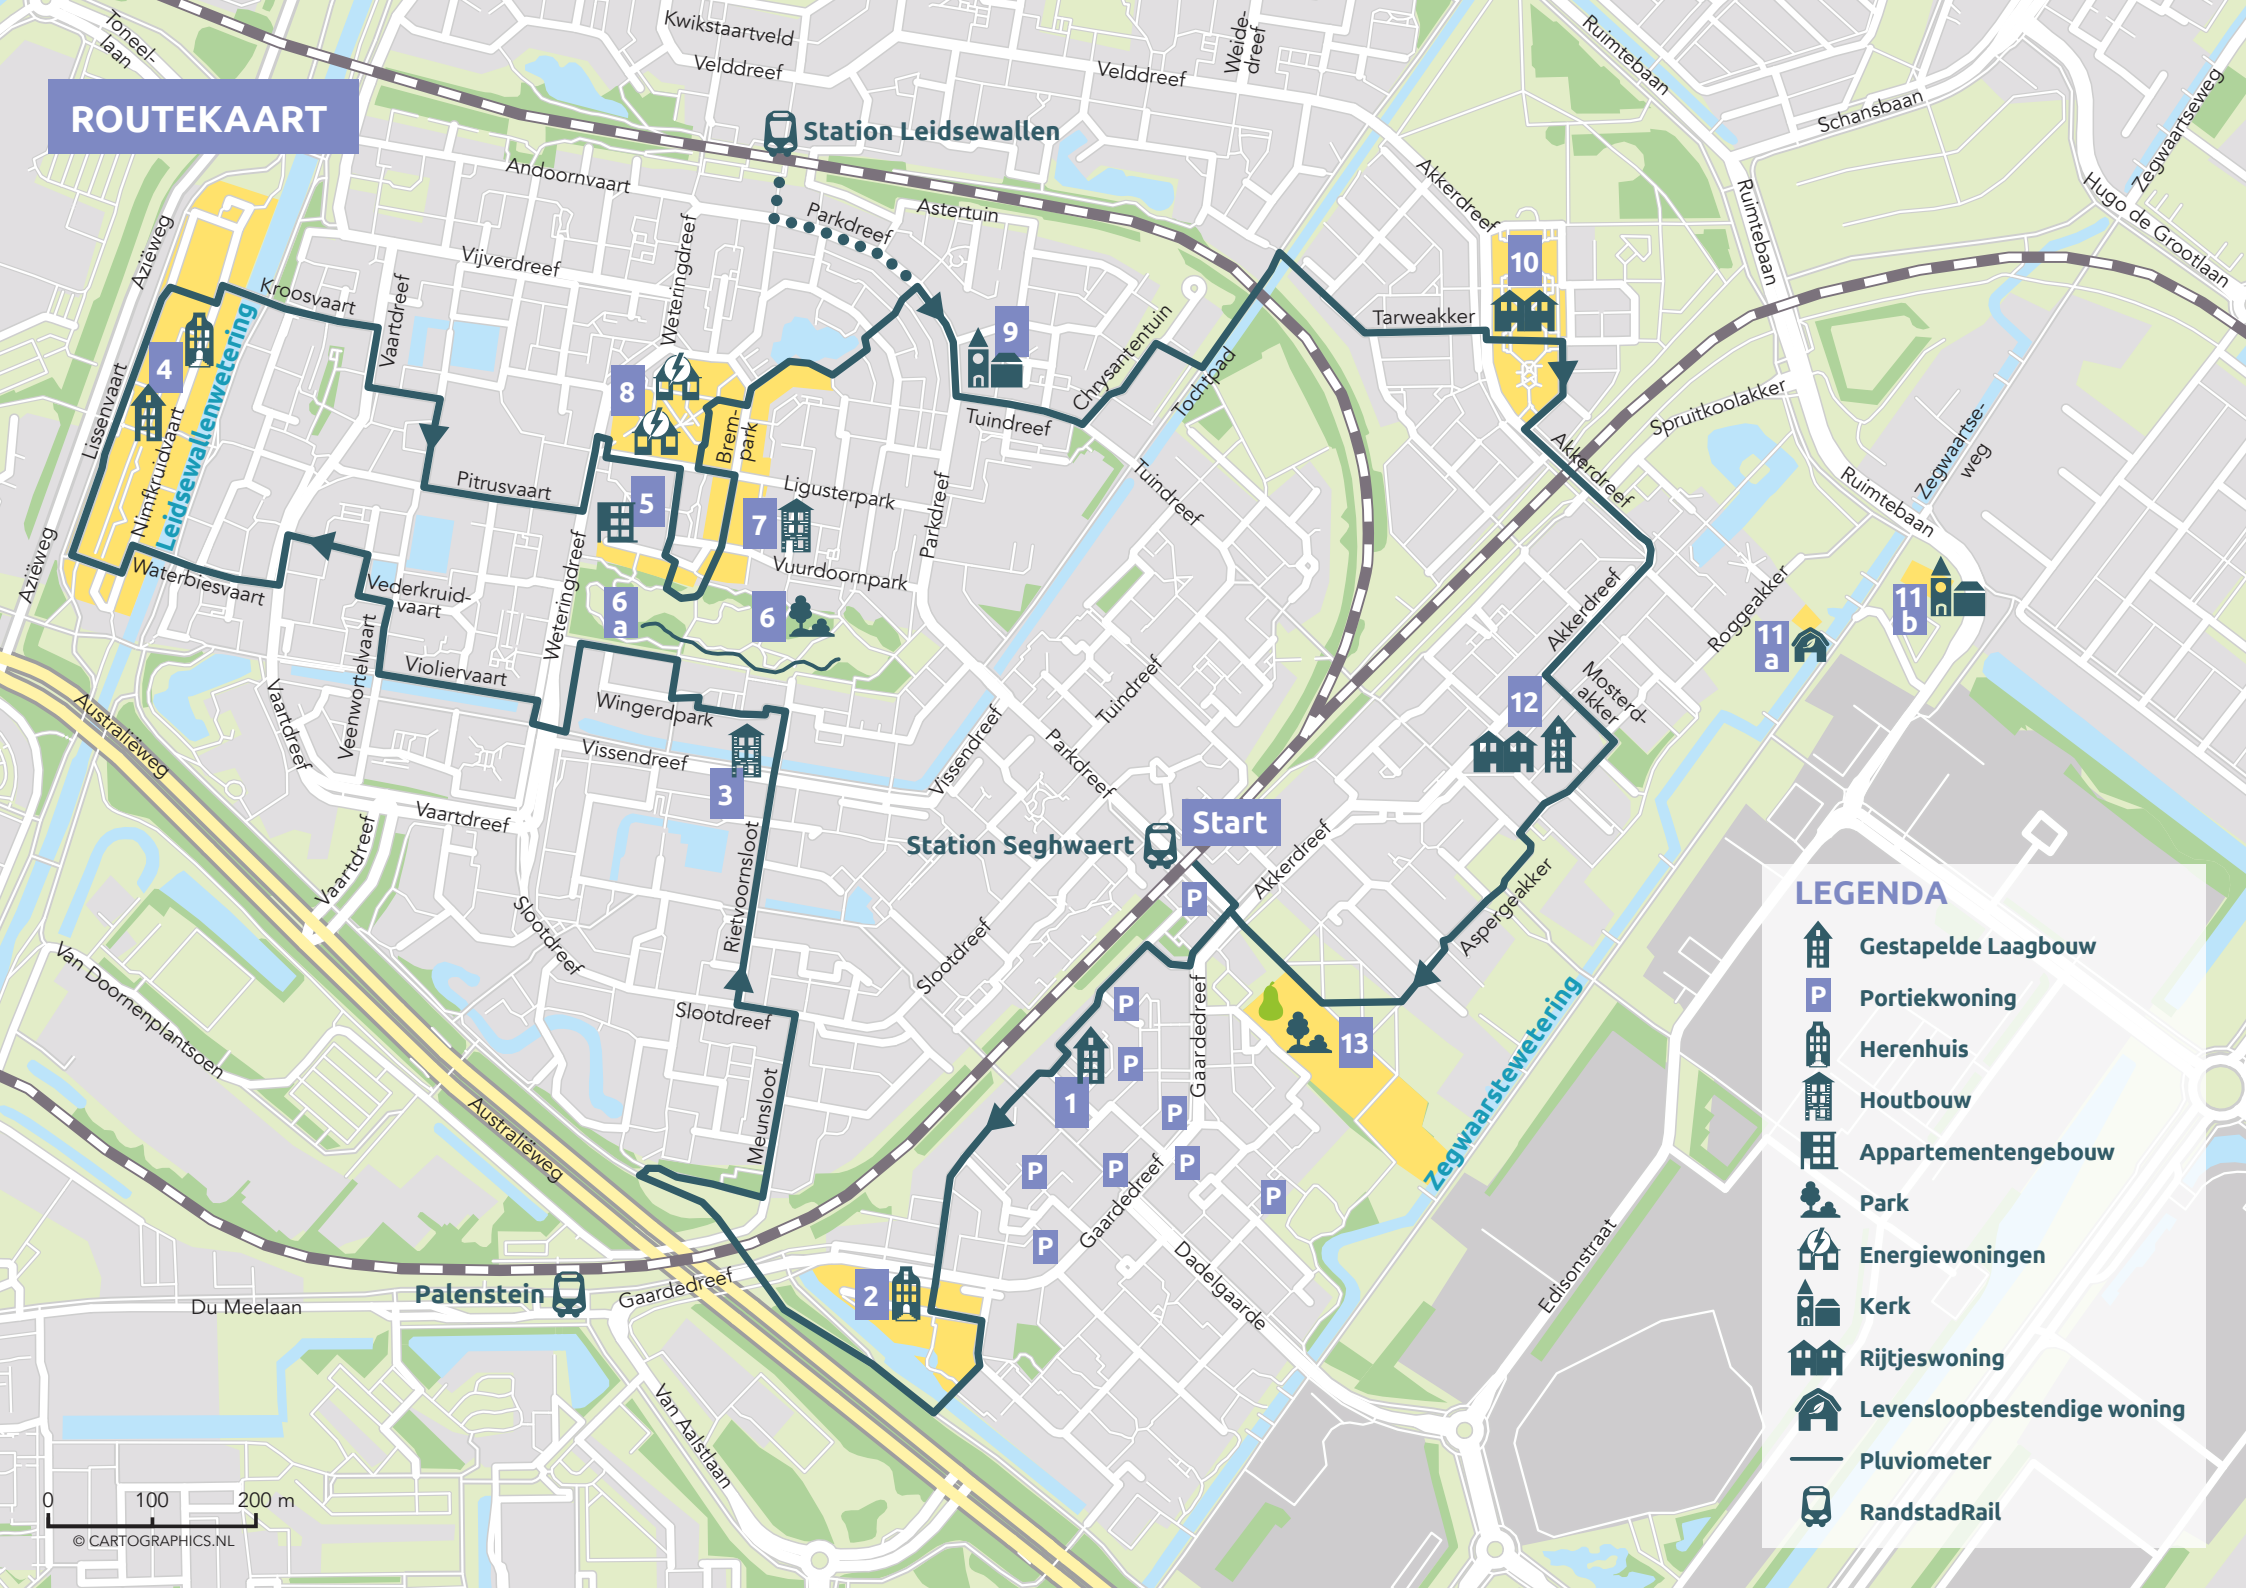 Toneel-
laan
Kwikstaartveld
Velddreef
Velddreef
Weide-
dreef
Ruimtebaan
Schansbaan
Zegwaartseweg
Hugo de Grootlaan
ROUTEKAART
Station Leidsewallen
Andoornvaart
Parkdreef
Astertuin
Akkerdreef
Ruimtebaan
Aziëweg
Vijverdreef
Weteringdreef
Kroosvaart
Vaartdreef
10
Tarweakker
9
Chrysantentuin
Tochtpad
Tuindreef
Leidsewallenwetering
4
Lissenvaart
Nimfkruidvaart
8
Brem-
park
Spruitkoolakker
Zegwaartse-
weg
Akkerdreef
Ruimtebaan
Pitrusvaart
5
7
Ligusterpark
Parkdreef
Tuindreef
Aziëweg
Waterbiesvaart
Vederkruid-
vaart
Weteringdreef
Vuurdoornpark
6
a
6
Akkerdreef
Roggeakker
11
a
11
b
Veenwortelvaart
Violiervaart
Wingerdpark
Tuindreef
Mosterd-
akker
12
Australiëweg
Vaartdreef
Vissendreef
3
Vissendreef
Parkdreef
Vaartdreef
Vaartdreef
Rietvoornsloot
Station Seghwaert
Start
P
Akkerdreef
Aspergeakker
Slootdreef
Slootdreef
Van Doornenplantsoen
Slootdreef
Gaardedreef
P
P
1
P
13
Zegwaarstewetering
Australiëweg
Meunsloot
P
P
P
P
P
Gaardedreef
Dadelgaarde
Edisonstraat
Palenstein
Du Meelaan
Gaardedreef
2
Van Aalstlaan
LEGENDA
Gestapelde Laagbouw
P Portiekwoning
Herenhuis
Houtbouw
Appartementengebouw
Park
Energiewoningen
Kerk
Rijtjeswoning
Levensloopbestendige woning
Pluviometer
RandstadRail
0 100 200 m
© CARTOGRAPHICS.NL